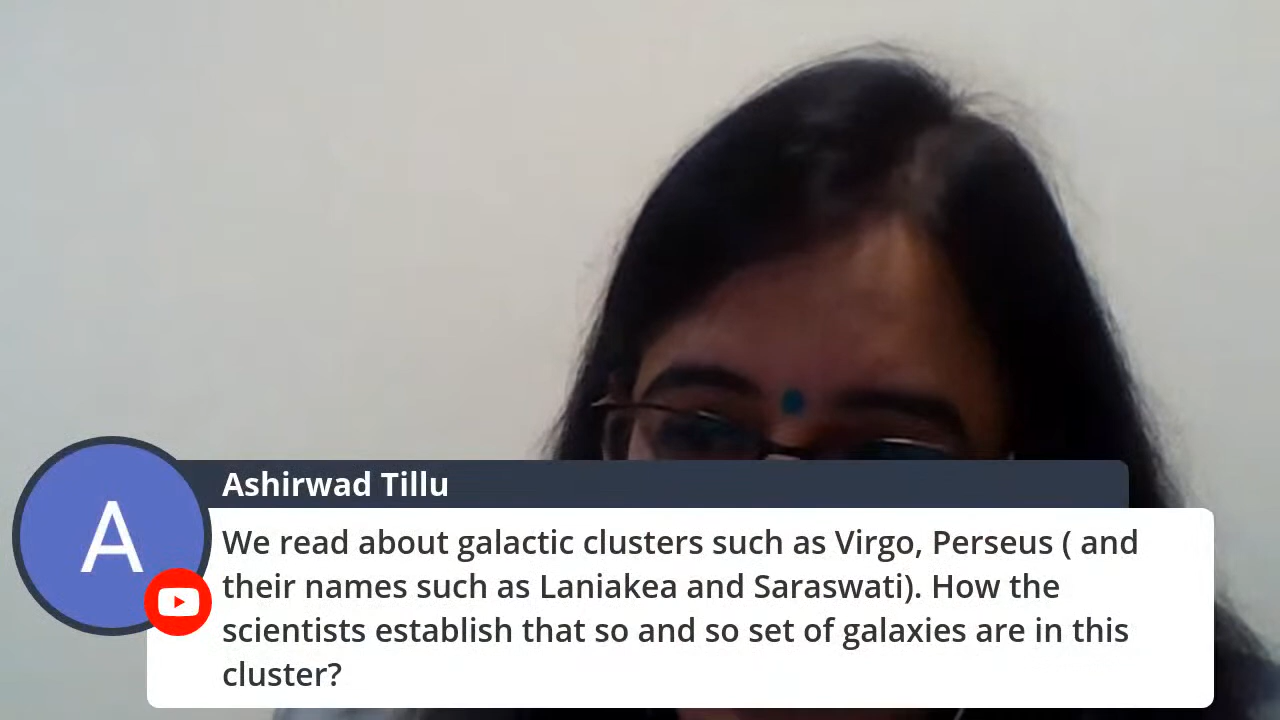 Ashirwad Tillu
A
We read about galactic clusters such as Virgo, Perseus ( and
their names such as Laniakea and Saraswati). How the
scientists establish that so and so set of galaxies are in this
cluster?